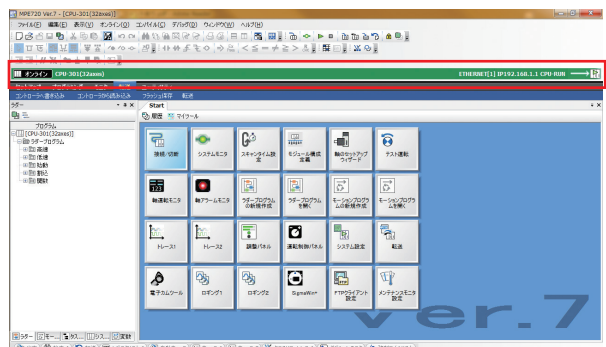 MPE720 Ver.7 - [CPU-301(32axes)]
ファイル(F) 編集(E) 表示(V) オンライン(O) コンパイル(C) デバッグ(D) ウィンドウ(W) ヘルプ(H)
オンライン CPU-301(32axes) ETHERNET[1] IP192.168.1.1 CPU-RUN
コントローラへ書き込み コントローラから読み込み フラッシュ保存 転送
ラダー
Start
履歴 マイツール
プログラム
[CPU-301(32axes)]
ラダープログラム
高速
低速
始動
割込
関数
接続/切断
システムモニタ
スキャンタイム設定
モジュール構成定義
軸のセットアップウィザード
テスト運転
軸運転モニタ
軸アラームモニタ
ラダープログラムの新規作成
ラダープログラムを開く
モーションプログラムの新規作成
モーションプログラムを開く
トレース1
トレース2
調整パネル
運転制御パネル
システム設定
転送
電子カムツール
ロギング1
ロギング2
SigmaWin+
FTPクライアント設定
メンテナンスモニタ設定
ver.7
ラダー モー... タス... シス... 変数